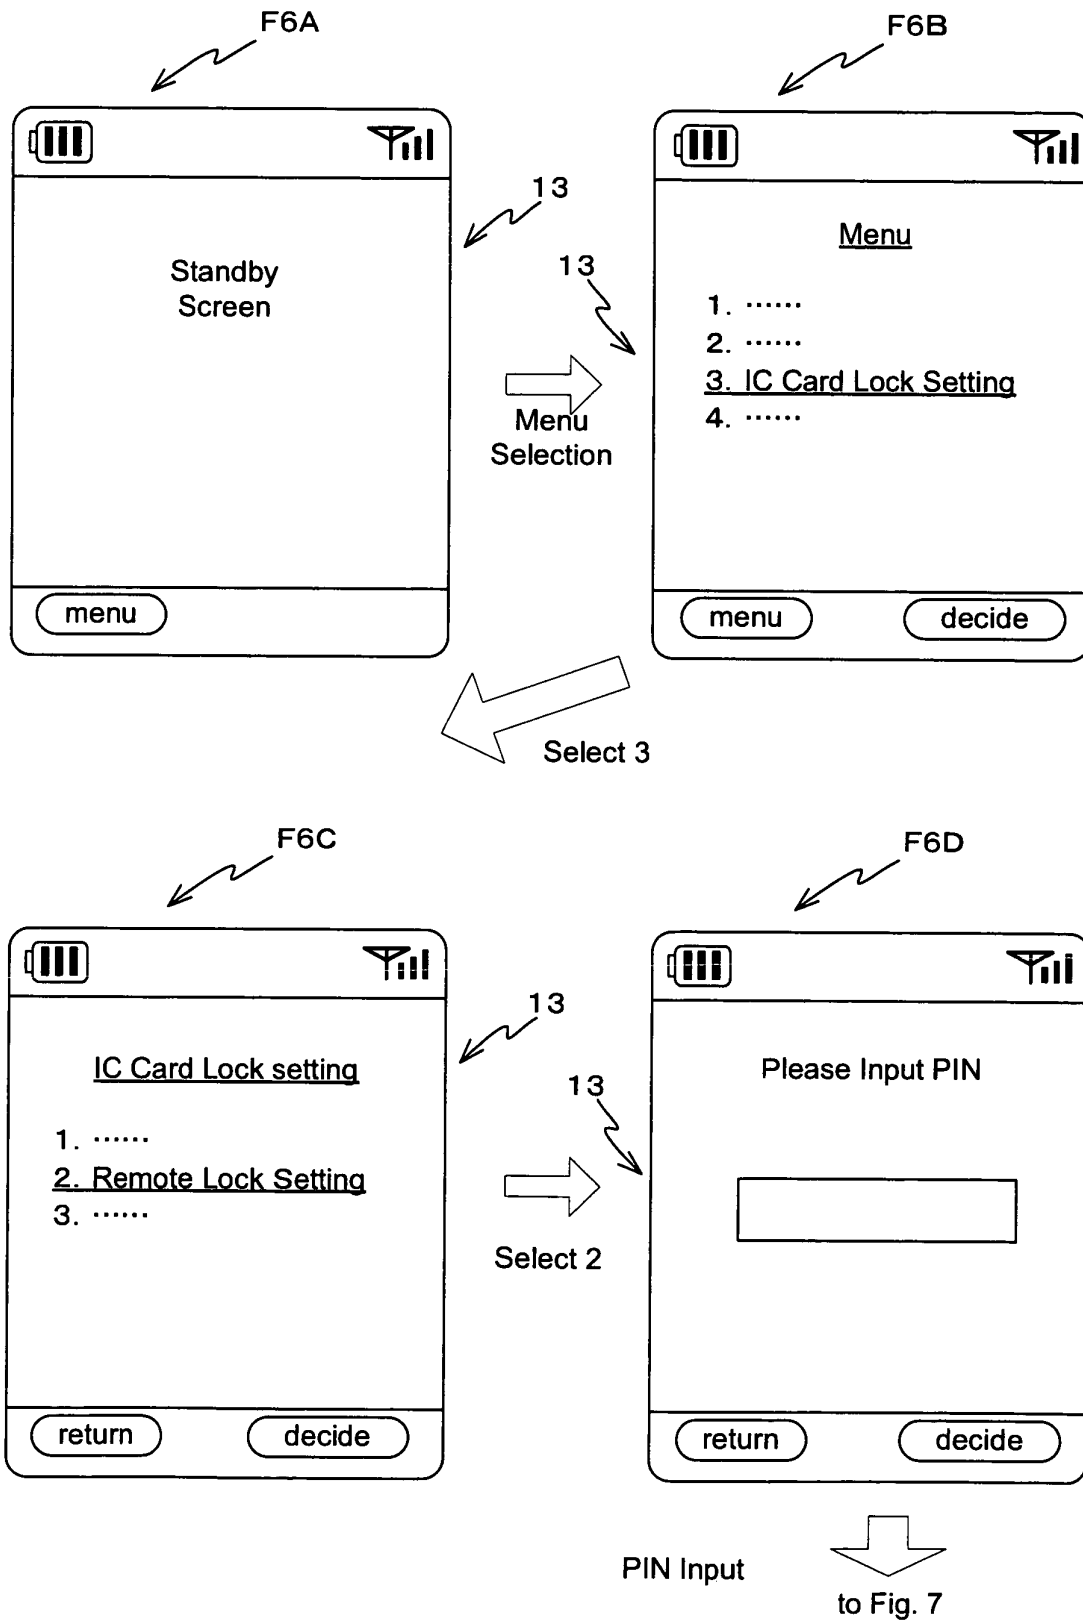 F6A
F6B
13
Standby
Screen
Menu
13
1. ······
2. ······
3. IC Card Lock Setting
4. ······
Menu
Selection
menu
menu
decide
Select 3
F6C
F6D
13
IC Card Lock setting
Please Input PIN
13
1. ······
2. Remote Lock Setting
3. ······
Select 2
return
decide
return
decide
PIN Input
to Fig. 7